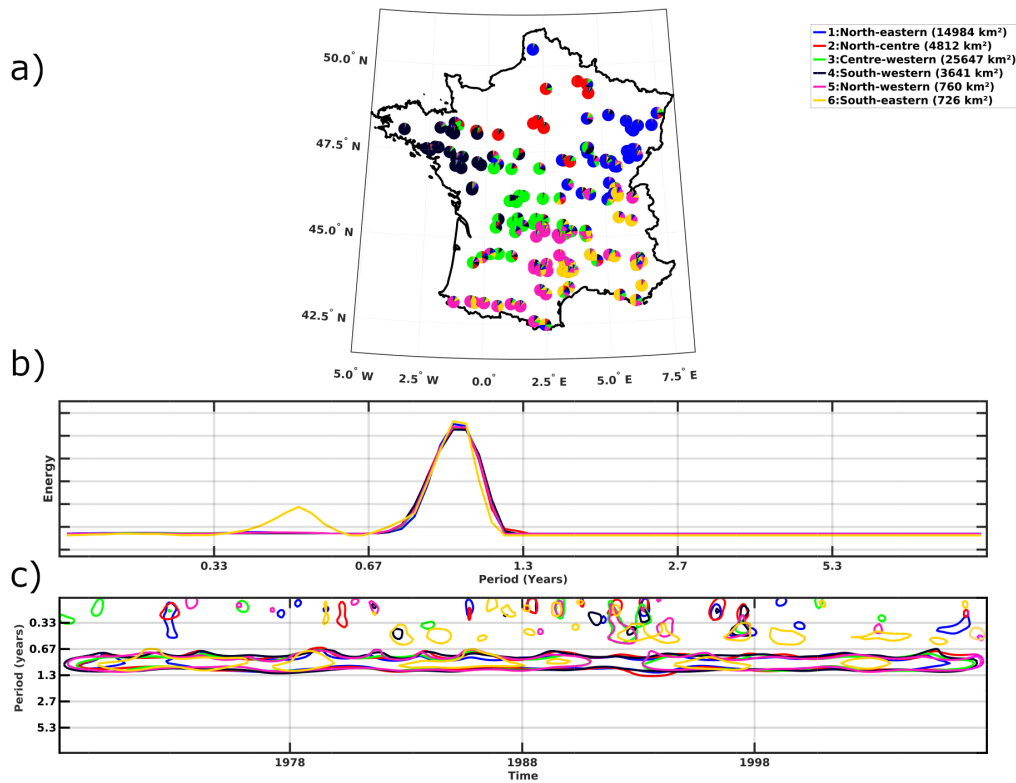 a)
50.0° N
47.5° N
45.0° N
42.5° N
5.0° W 2.5° W 0.0° E 2.5° E 5.0° E 7.5° E
1:North-eastern (14984 km²)
2:North-centre (4812 km²)
3:Centre-western (25647 km²)
4:South-western (3641 km²)
5:North-western (760 km²)
6:South-eastern (726 km²)
b)
Energy
0.33 0.67 1.3 2.7 5.3
Period (Years)
c)
Period (years)
0.33
0.67
1.3
2.7
5.3
1978 1988 1998
Time